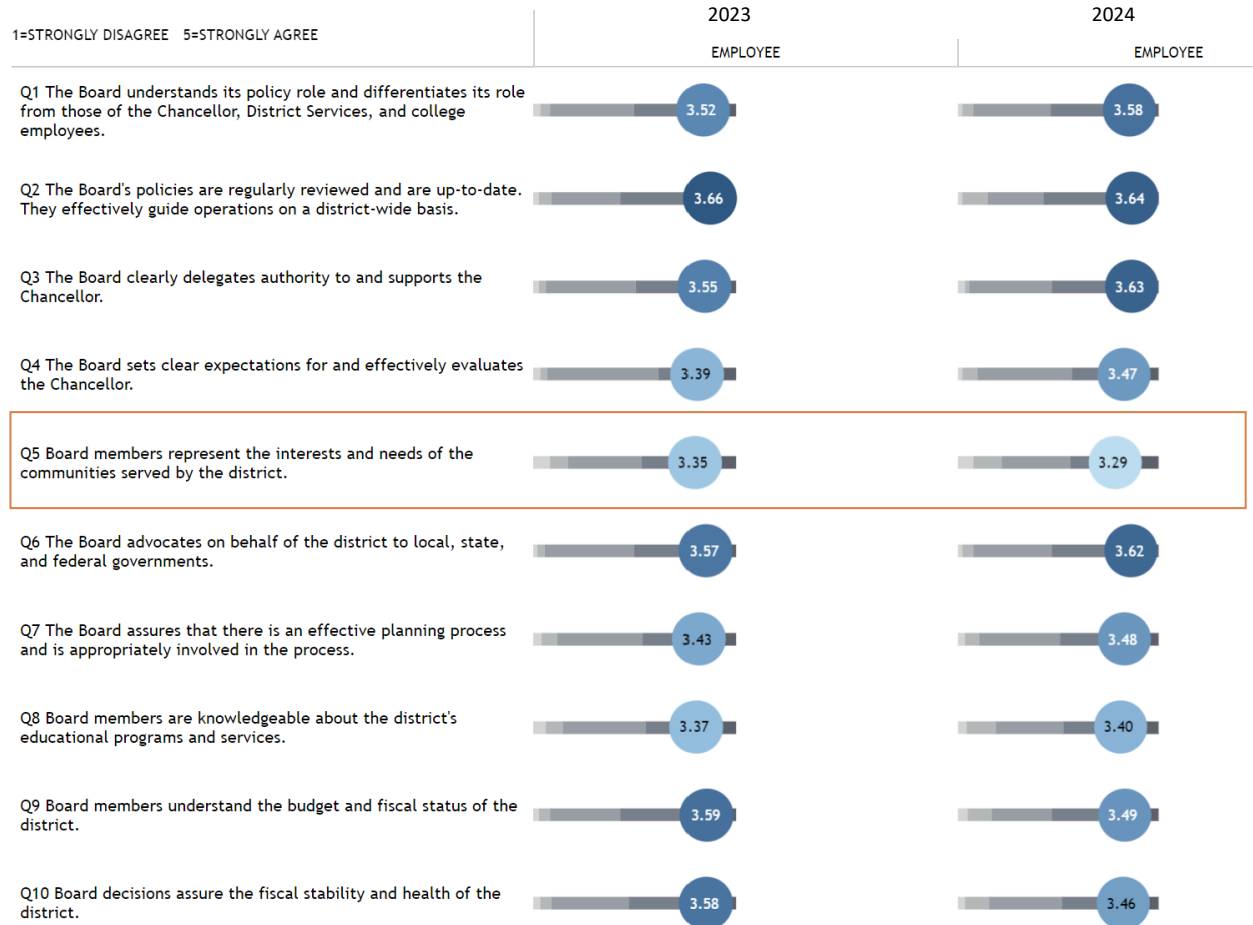 2023
2024
1=STRONGLY DISAGREE 5=STRONGLY AGREE
EMPLOYEE
EMPLOYEE
Q1 The Board understands its policy role and differentiates its role
from those of the Chancellor, District Services, and college
employees.
3.52
3.58
Q2 The Board's policies are regularly reviewed and are up-to-date.
They effectively guide operations on a district-wide basis.
3.66
3.64
Q3 The Board clearly delegates authority to and supports the
Chancellor.
3.55
3.63
Q4 The Board sets clear expectations for and effectively evaluates
the Chancellor.
3.39
3.47
Q5 Board members represent the interests and needs of the
communities served by the district.
3.35
3.29
Q6 The Board advocates on behalf of the district to local, state,
and federal governments.
3.57
3.62
Q7 The Board assures that there is an effective planning process
and is appropriately involved in the process.
3.43
3.48
Q8 Board members are knowledgeable about the district's
educational programs and services.
3.37
3.40
Q9 Board members understand the budget and fiscal status of the
district.
3.59
3.49
Q10 Board decisions assure the fiscal stability and health of the
district.
3.58
3.46